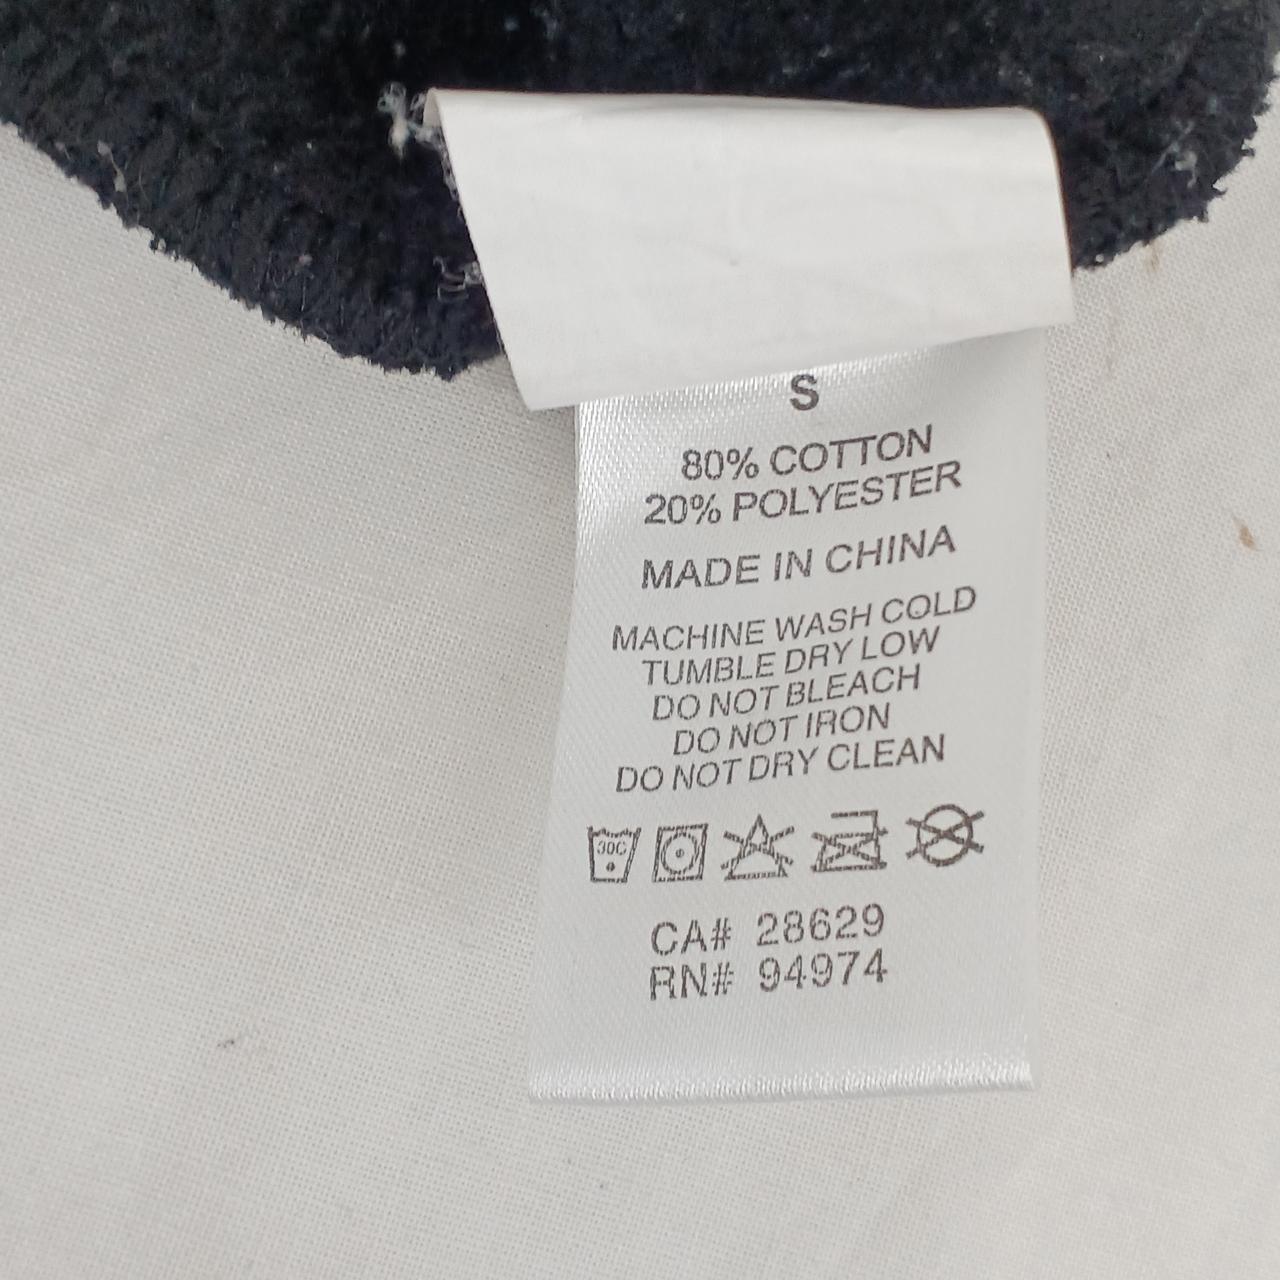 S
80% COTTON
20% POLYESTER
MADE IN CHINA
MACHINE WASH COLD
TUMBLE DRY LOW
DO NOT BLEACH
DO NOT IRON
DO NOT DRY CLEAN
30C
CA# 28629
RN# 94974